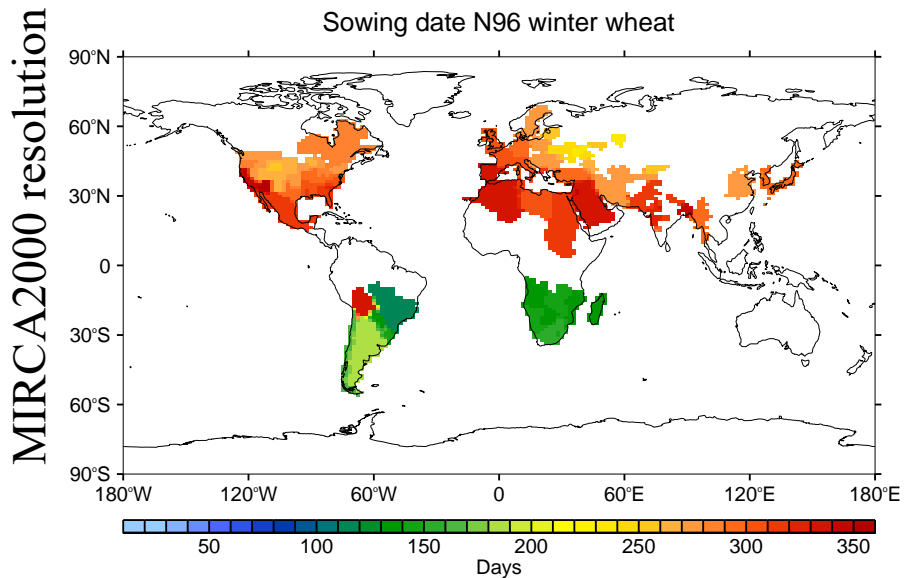 Sowing date N96 winter wheat
MIRCA2000 resolution
90°N
60°N
30°N
0
30°S
60°S
90°S
180°W 120°W 60°W 0 60°E 120°E 180°E
50 100 150 200 250 300 350
Days